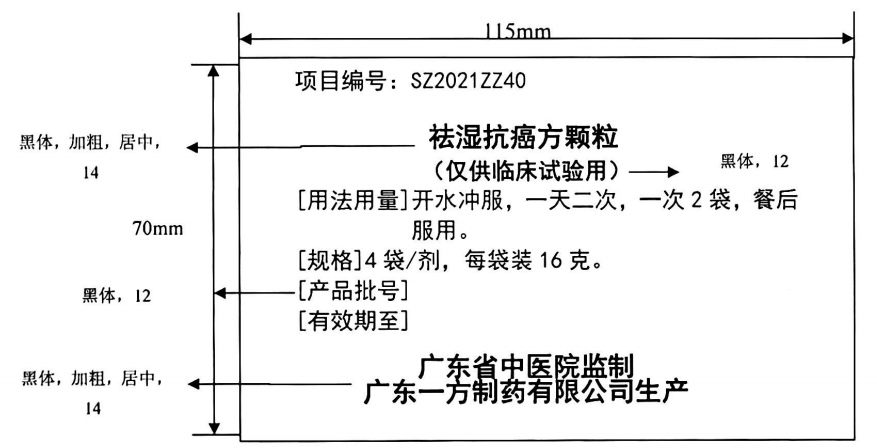 115mm
项目编号：SZ2021ZZ40
黑体，加粗，居中，
14
祛湿抗癌方颗粒
（仅供临床试验用）
黑体，12
[用法用量]开水冲服，一天二次，一次2袋，餐后
服用。
70mm
[规格]4袋/剂，每袋装16克。
黑体，12
[产品批号]
[有效期至]
黑体，加粗，居中，
14
广东省中医院监制
广东一方制药有限公司生产